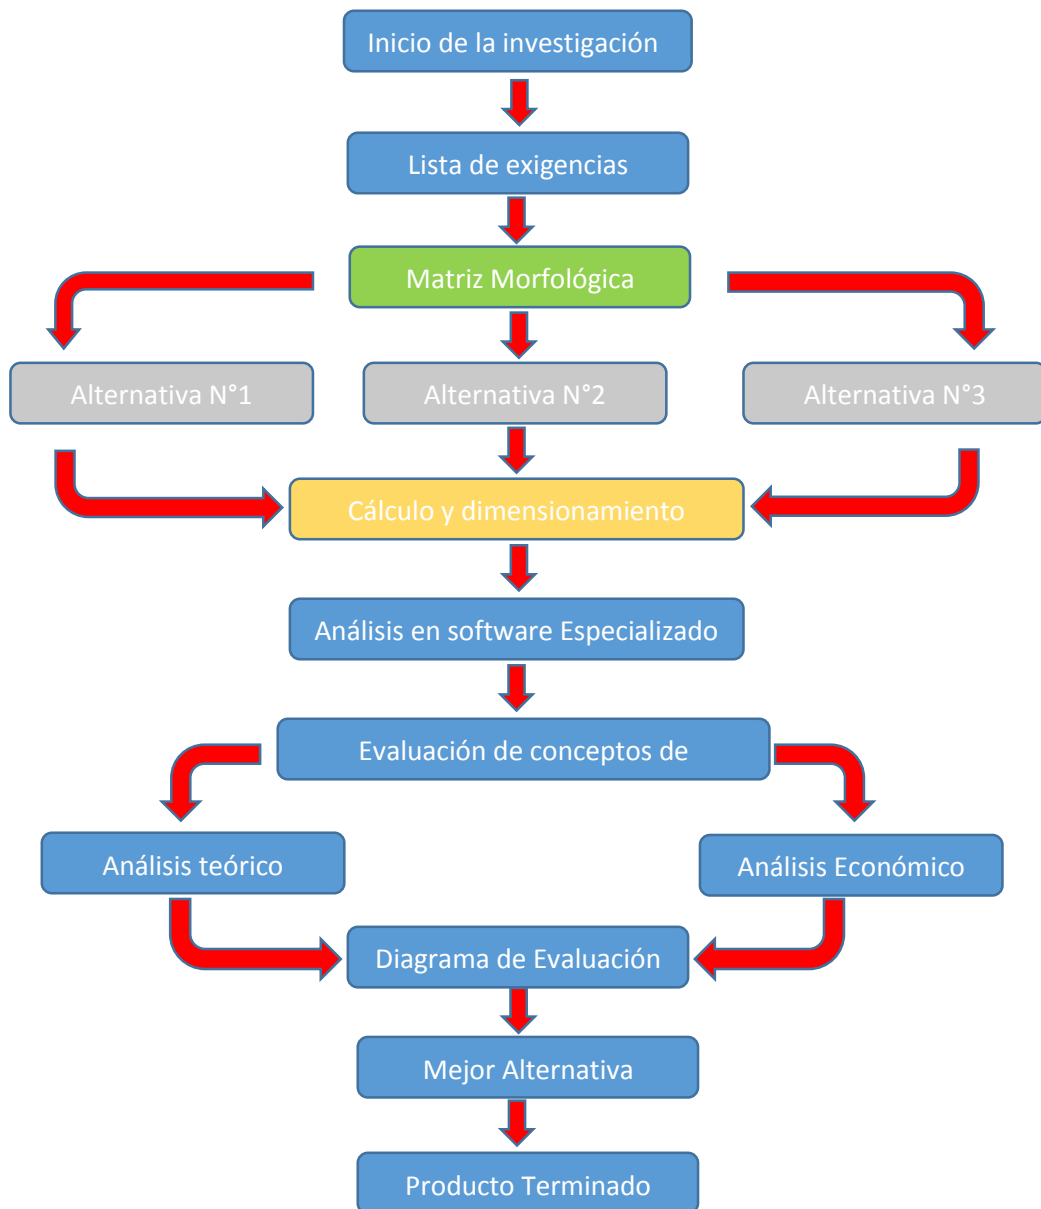 Inicio de la investigación
Lista de exigencias
Matriz Morfológica
Alternativa N°1
Alternativa N°2
Alternativa N°3
Cálculo y dimensionamiento
Análisis en software Especializado
Evaluación de conceptos de
Análisis teórico
Análisis Económico
Diagrama de Evaluación
Mejor Alternativa
Producto Terminado